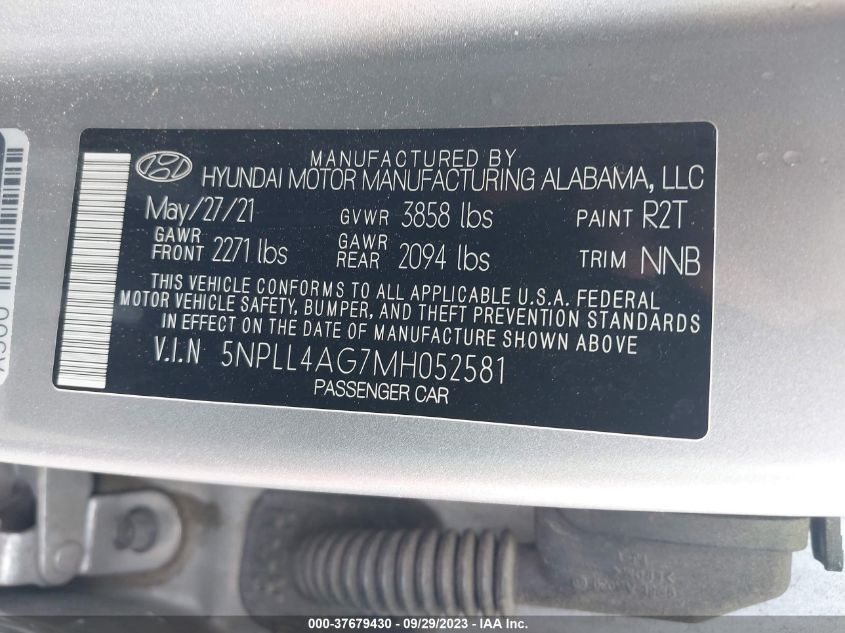 MANUFACTURED BY
HYUNDAI MOTOR MANUFACTURING ALABAMA, LLC
May/27/21 GVWR 3858 lbs PAINT R2T
GAWR FRONT 2271 lbs GAWR REAR 2094 lbs TRIM NNB
THIS VEHICLE CONFORMS TO ALL APPLICABLE U.S.A. FEDERAL
MOTOR VEHICLE SAFETY, BUMPER, AND THEFT PREVENTION STANDARDS
IN EFFECT ON THE DATE OF MANUFACTURE SHOWN ABOVE
V.I.N 5NPLL4AG7MH052581
PASSENGER CAR
000-37679430 - 09/29/2023 - IAA Inc.